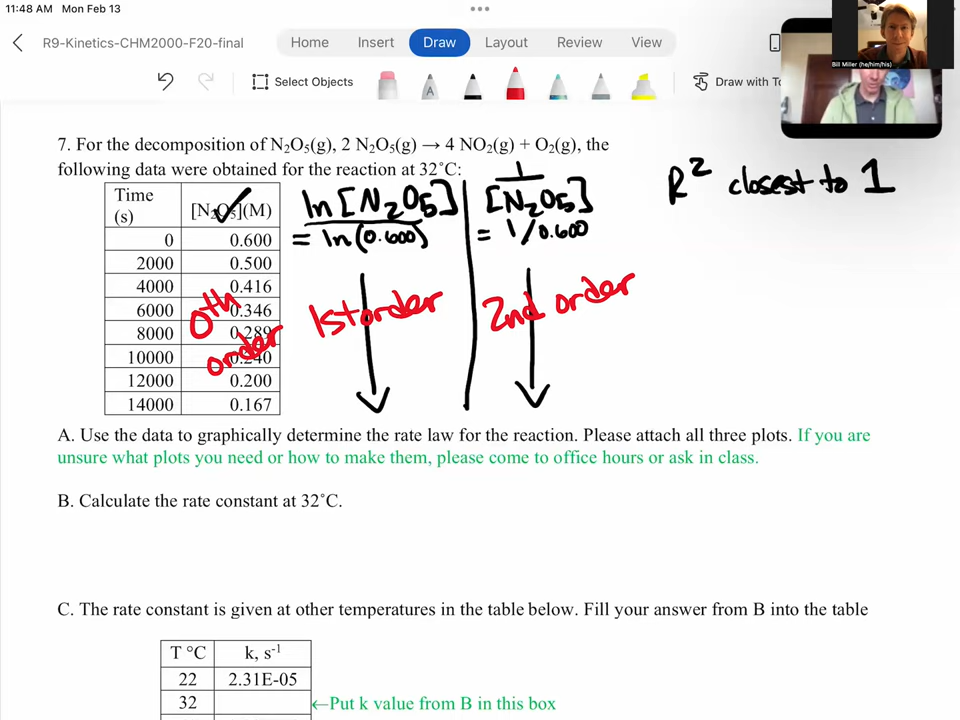 11:48 AM Mon Feb 13
R9-Kinetics-CHM2000-F20-final
Home Insert Draw Layout Review View
Select Objects
A
Draw with To
Bill Miller (he/him/his)
7. For the decomposition of N₂O₅(g), 2 N₂O₅(g) → 4 NO₂(g) + O₂(g), the
following data were obtained for the reaction at 32˚C:
R² closest to 1
Time (s) [N₂O₅](M) ln[N₂O₅] 1/[N₂O₅]
0 0.600 = ln(0.600) = 1/0.600
2000 0.500
4000 0.416
6000 0.346
8000 0.289
10000 0.240
12000 0.200
14000 0.167
0th order
1st order
2nd order
A. Use the data to graphically determine the rate law for the reaction. Please attach all three plots. If you are
unsure what plots you need or how to make them, please come to office hours or ask in class.
B. Calculate the rate constant at 32˚C.
C. The rate constant is given at other temperatures in the table below. Fill your answer from B into the table
T °C k, s⁻¹
22 2.31E-05
32 ←Put k value from B in this box